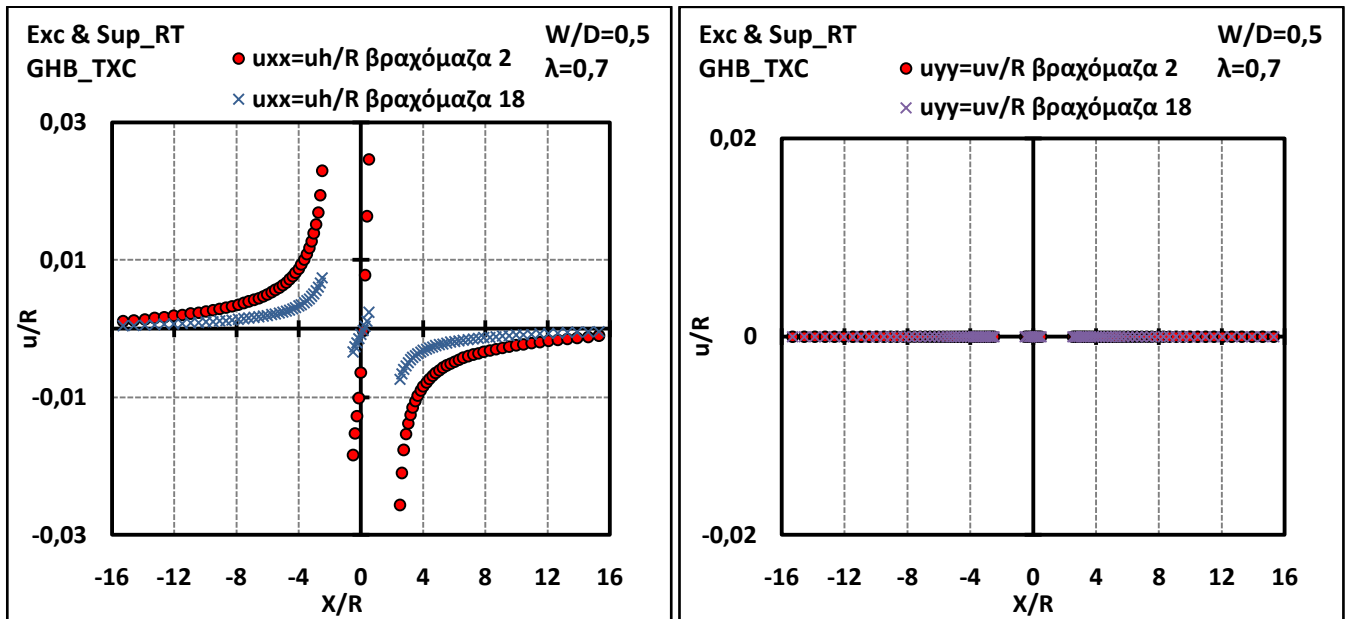 Exc & Sup_RT
W/D=0,5
GHB_TXC
uxx=uh/R βραχόμαζα 2
λ=0,7
uxx=uh/R βραχόμαζα 18
0,03
0,01
-0,01
-0,03
u/R
-16 -12 -8 -4 0 4 8 12 16
X/R
Exc & Sup_RT
W/D=0,5
GHB_TXC
uyy=uv/R βραχόμαζα 2
λ=0,7
uyy=uv/R βραχόμαζα 18
0,02
0
-0,02
u/R
-16 -12 -8 -4 0 4 8 12 16
X/R